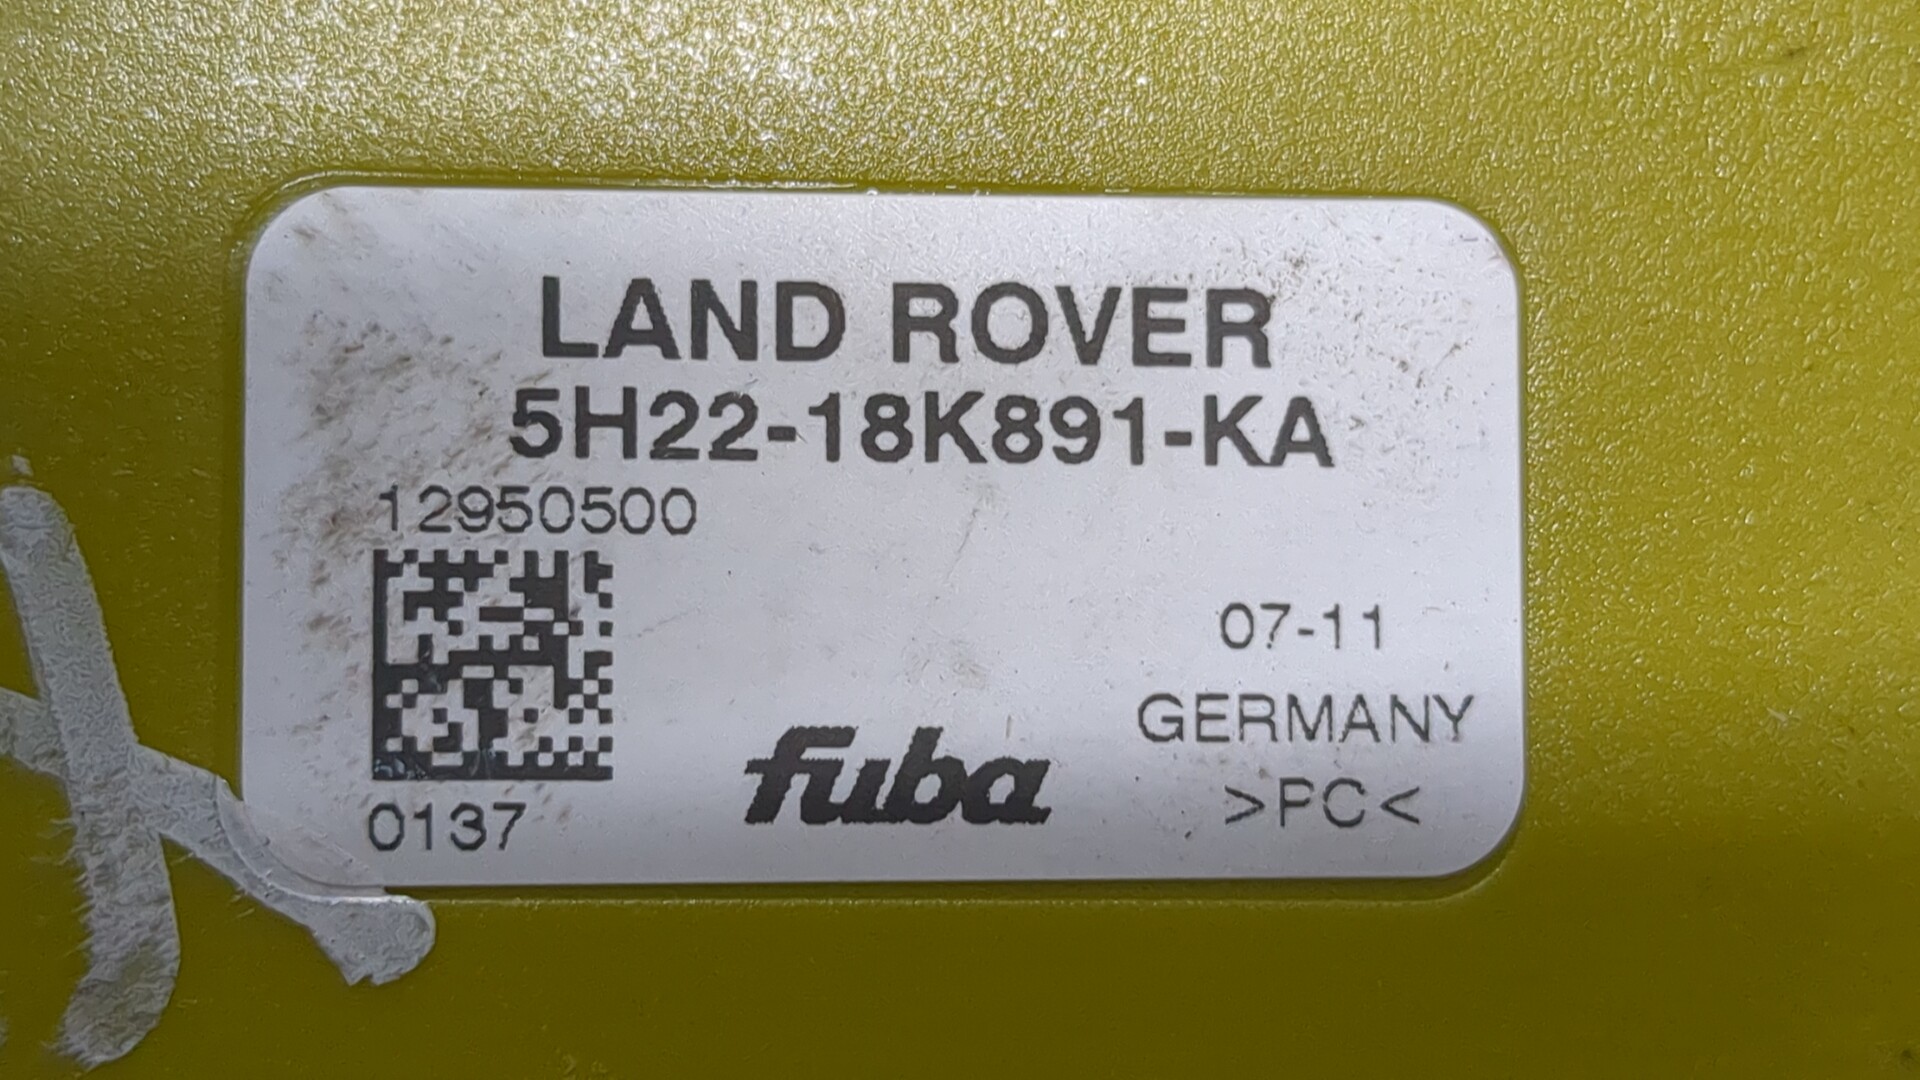 LAND ROVER
5H22-18K891-KA
12950500
07-11
GERMANY
>PC<
fuba
0137